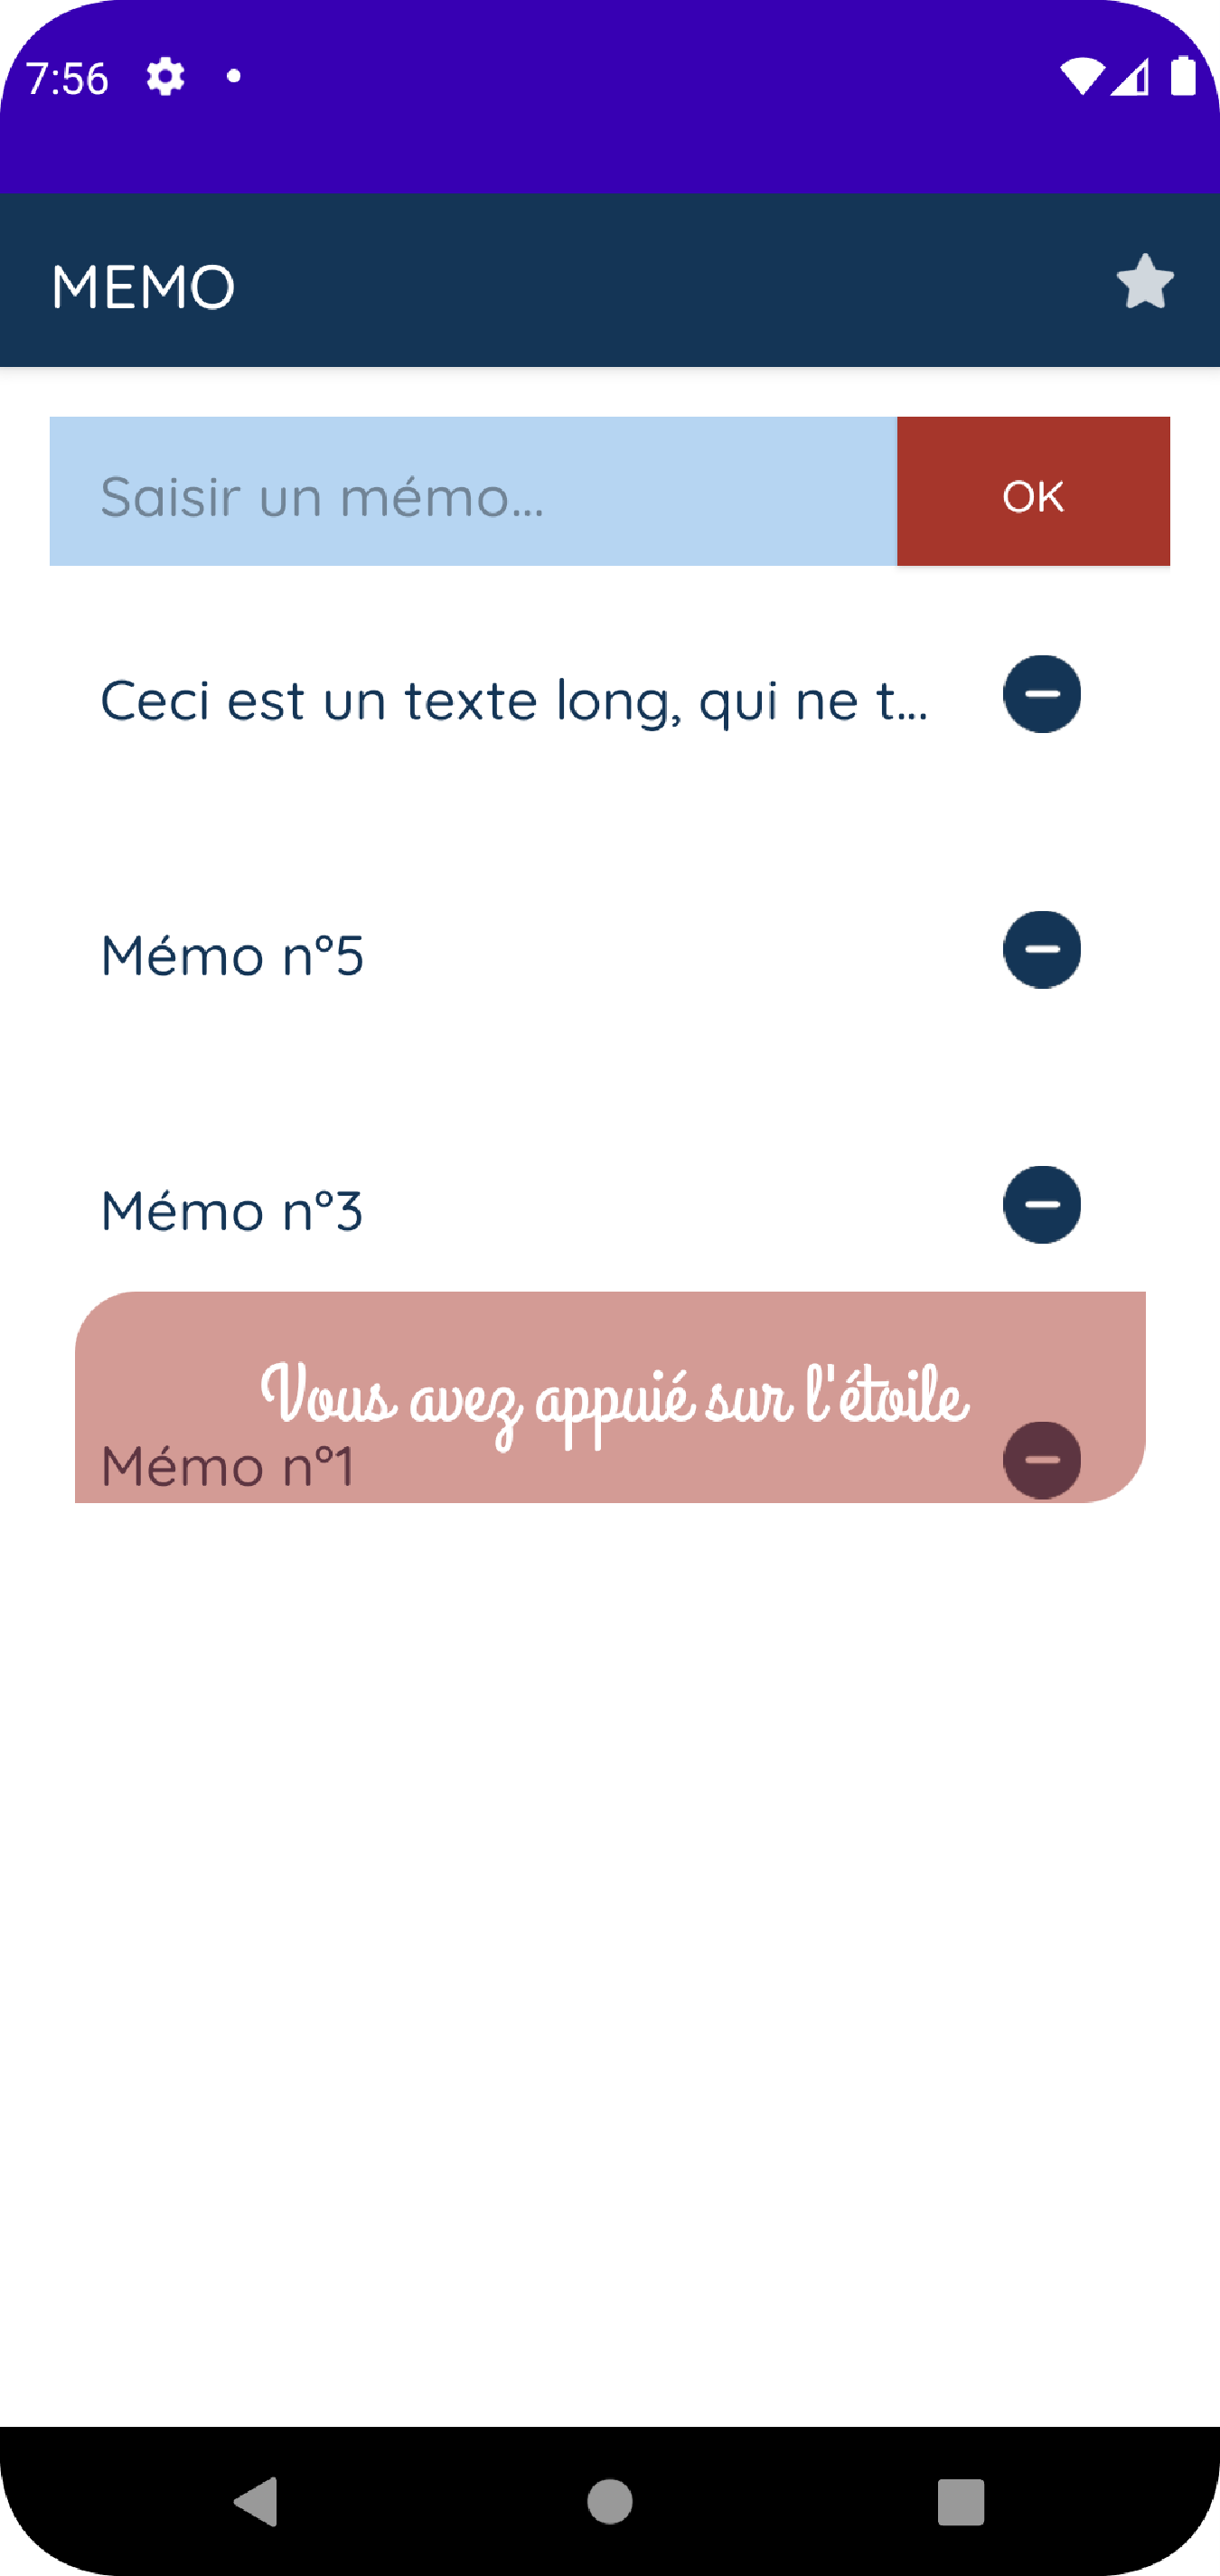 7:56
MEMO
Saisir un mémo...
OK
Ceci est un texte long, qui ne t...
Mémo n°5
Mémo n°3
Vous avez appuié sur l'étoile
Mémo n°1